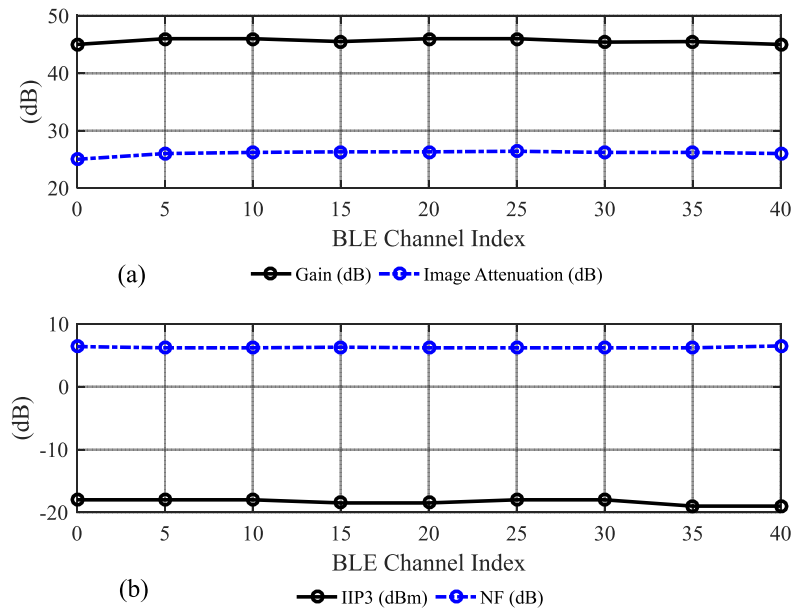 50
40
30
20
(dB)
0 5 10 15 20 25 30 35 40
BLE Channel Index
(a)
Gain (dB) Image Attenuation (dB)
10
0
-10
-20
(dB)
0 5 10 15 20 25 30 35 40
BLE Channel Index
(b)
IIP3 (dBm) NF (dB)